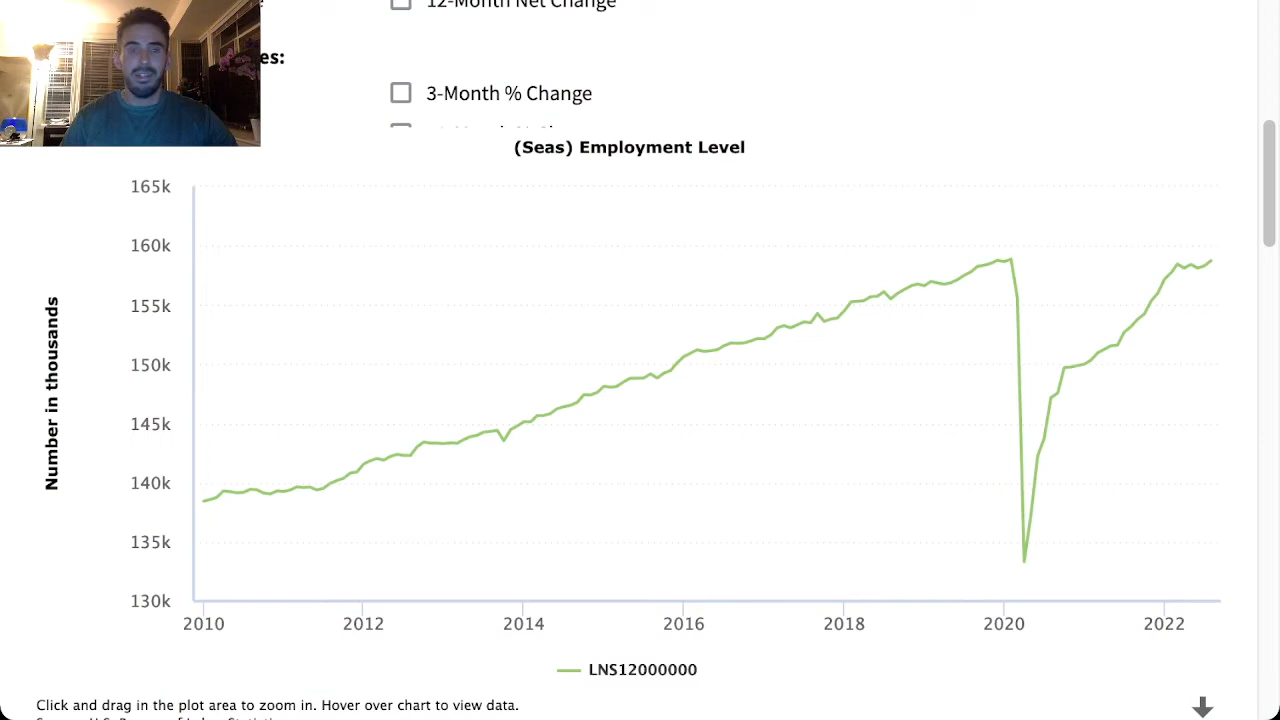 12-Month Net Change
es:
3-Month % Change
(Seas) Employment Level
165k
160k
155k
150k
145k
140k
135k
130k
Number in thousands
2010 2012 2014 2016 2018 2020 2022
LNS12000000
Click and drag in the plot area to zoom in. Hover over chart to view data.